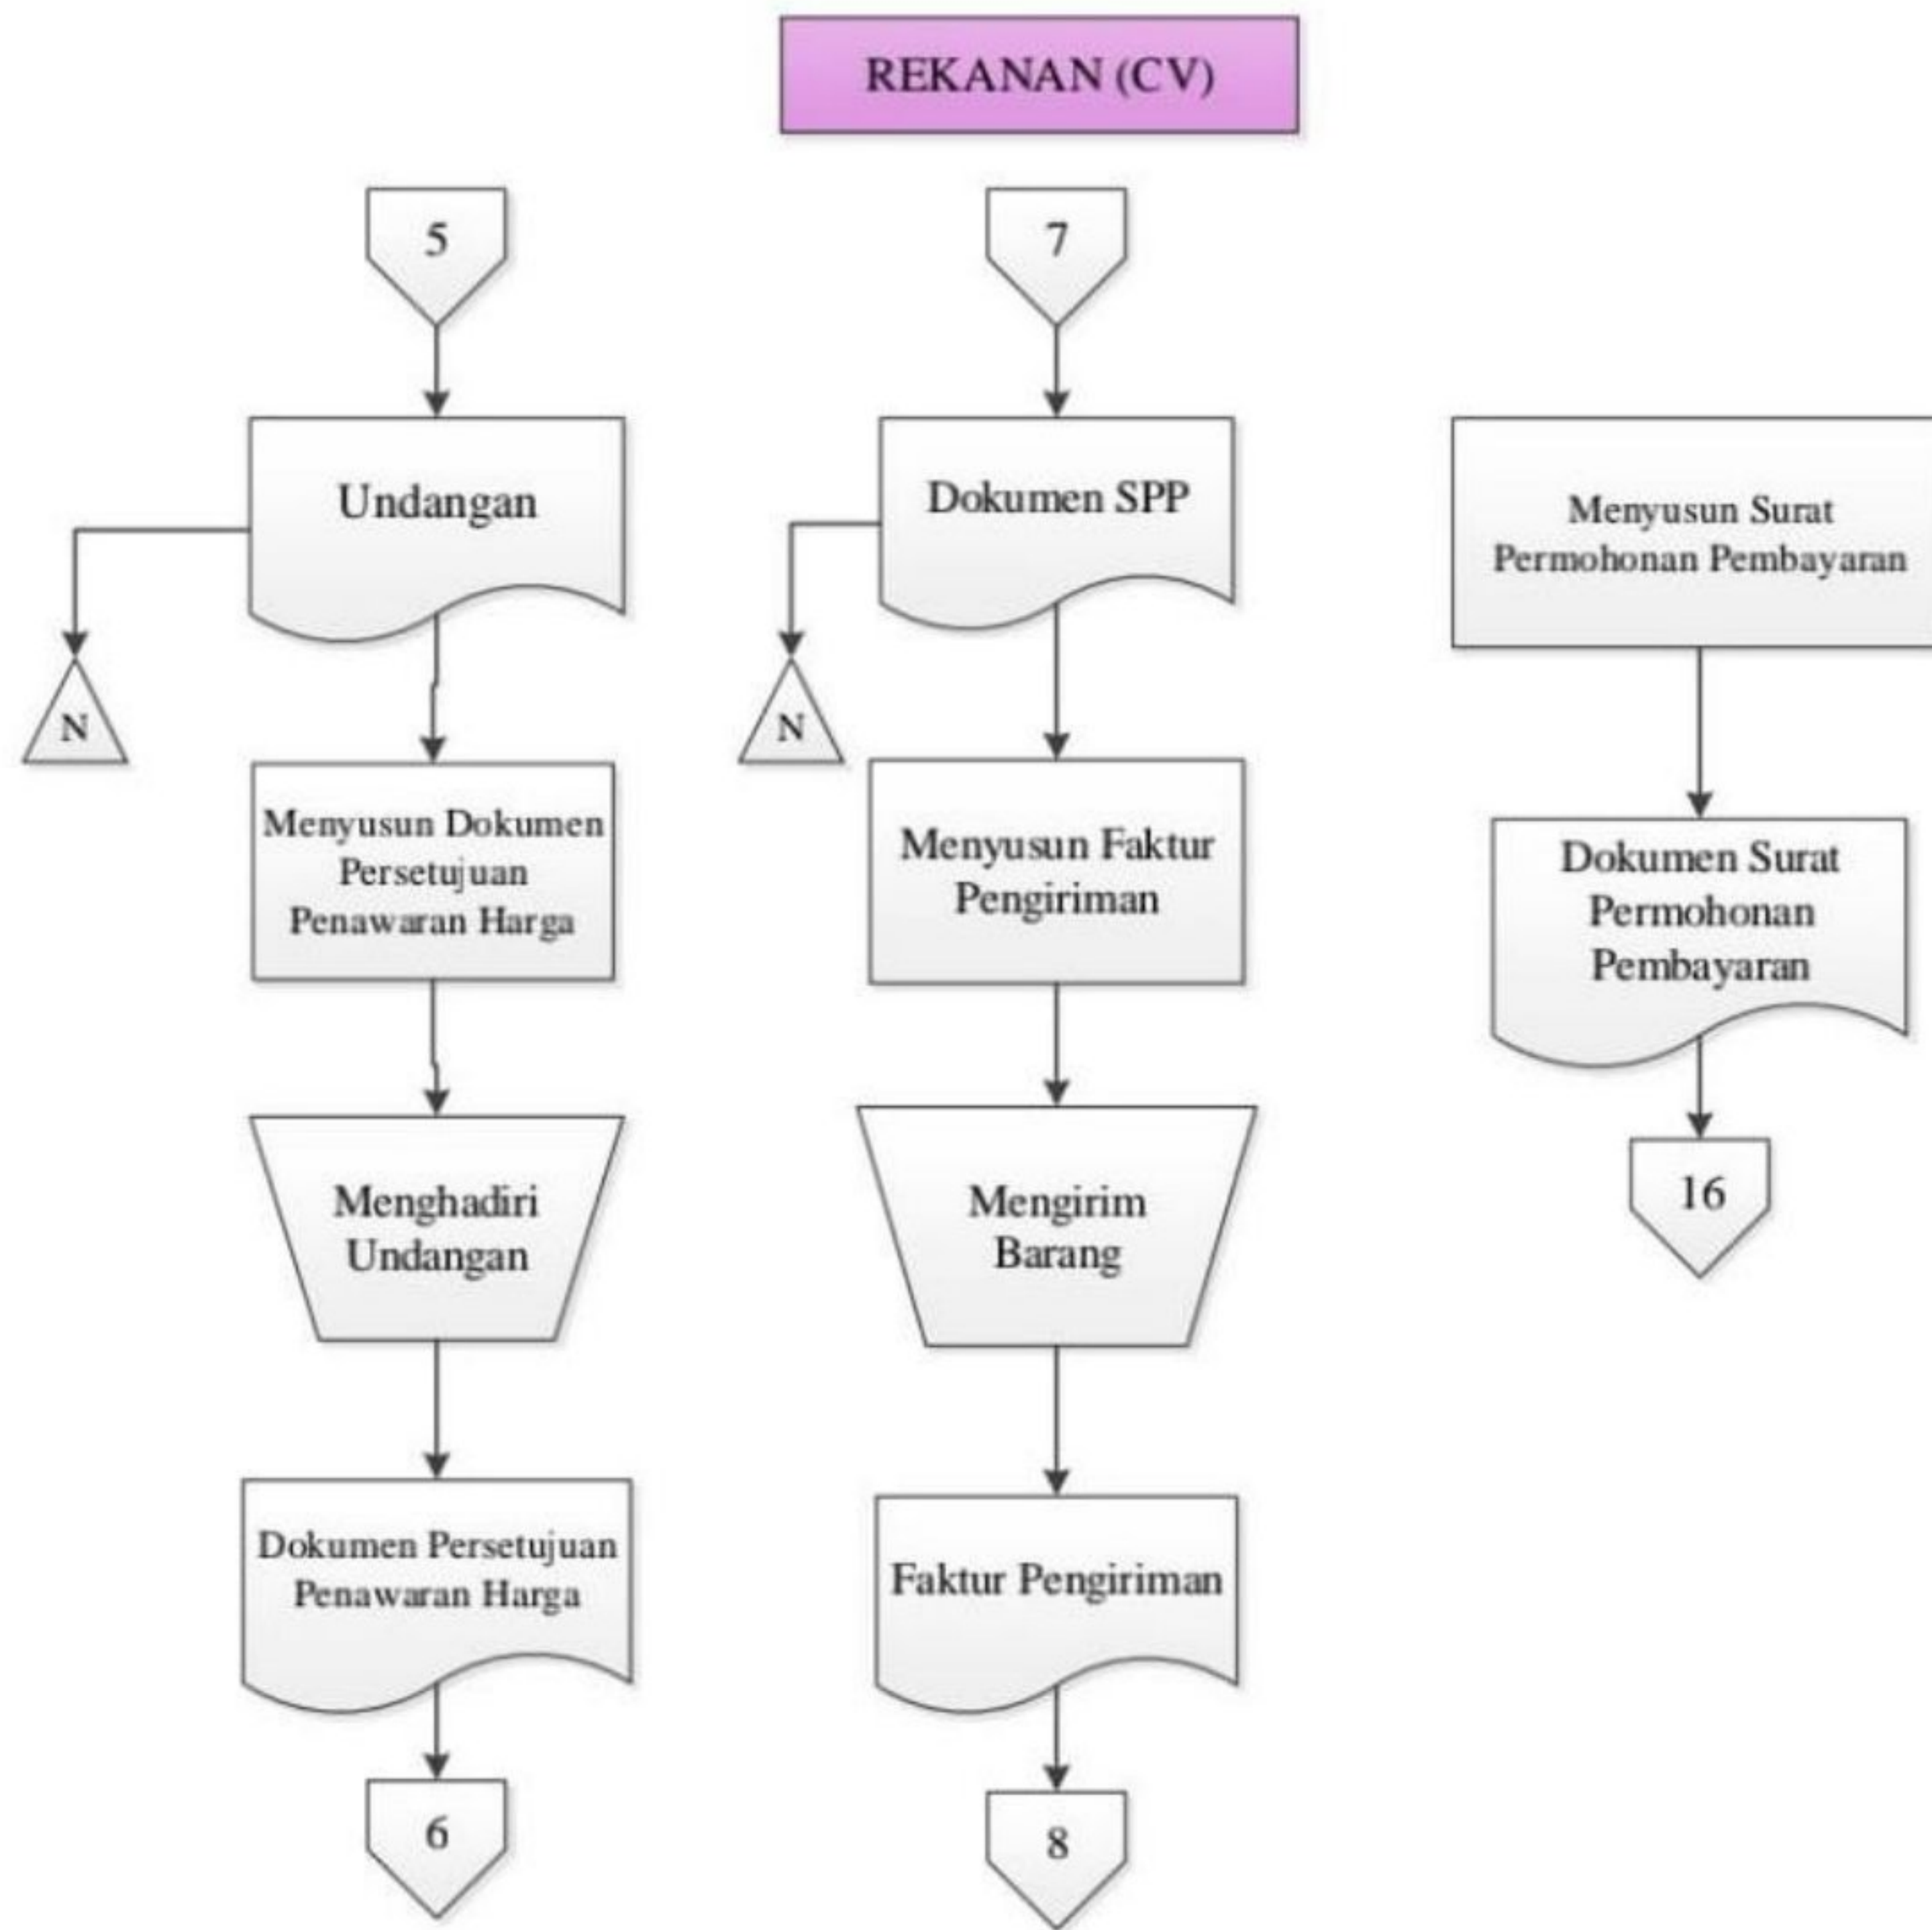 REKANAN (CV)
5
Undangan
N
Menyusun Dokumen
Persetujuan
Penawaran Harga
Menghadiri
Undangan
Dokumen Persetujuan
Penawaran Harga
6
7
Dokumen SPP
N
Menyusun Faktur
Pengiriman
Mengirim
Barang
Faktur Pengiriman
8
Menyusun Surat
Permohonan Pembayaran
Dokumen Surat
Permohonan
Pembayaran
16